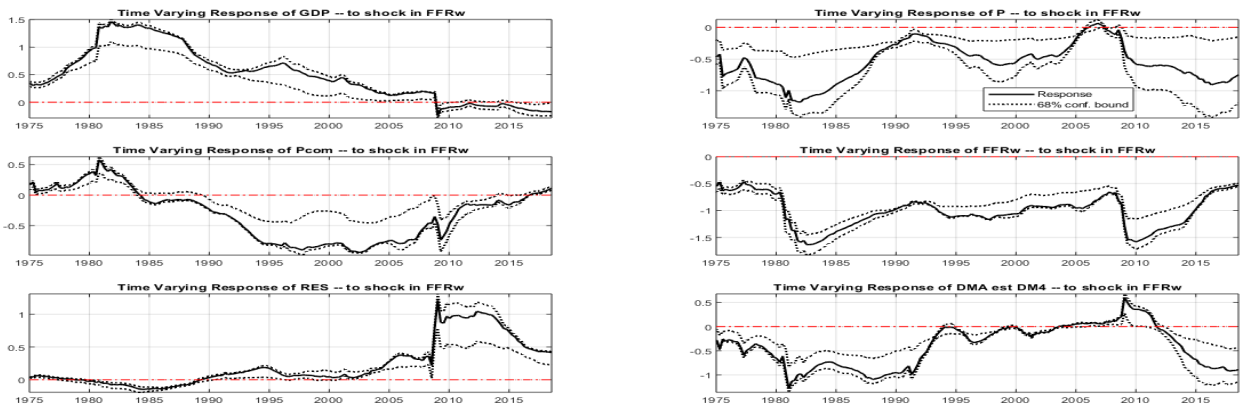 Time Varying Response of GDP -- to shock in FFRw
1.5
1
0.5
0
1975 1980 1985 1990 1995 2000 2005 2010 2015
Time Varying Response of P -- to shock in FFRw
0
-0.5
-1
Response
68% conf. bound
1975 1980 1985 1990 1995 2000 2005 2010 2015
Time Varying Response of Pcom -- to shock in FFRw
0.5
0
-0.5
1975 1980 1985 1990 1995 2000 2005 2010 2015
Time Varying Response of FFRw -- to shock in FFRw
0
-0.5
-1
-1.5
1975 1980 1985 1990 1995 2000 2005 2010 2015
Time Varying Response of RES -- to shock in FFRw
1
0.5
0
1975 1980 1985 1990 1995 2000 2005 2010 2015
Time Varying Response of DMA est DM4 -- to shock in FFRw
0.5
0
-0.5
-1
1975 1980 1985 1990 1995 2000 2005 2010 2015